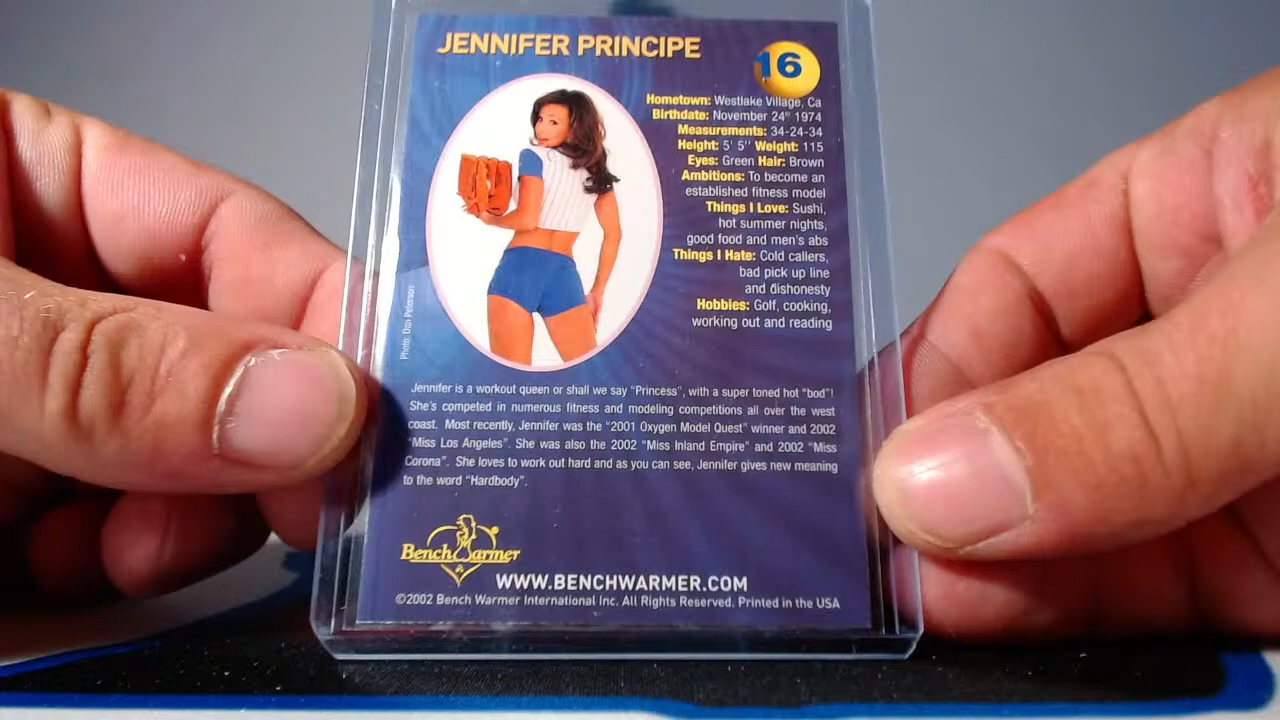 JENNIFER PRINCIPE
16
Hometown: Westlake Village, Ca
Birthdate: November 24th 1974
Measurements: 34-24-34
Height: 5' 5" Weight: 115
Eyes: Green Hair: Brown
Ambitions: To become an
established fitness model
Things I Love: Sushi,
hot summer nights,
good food and men's abs
Things I Hate: Cold callers,
bad pick up line
and dishonesty
Hobbies: Golf, cooking,
working out and reading
Photo: Dan Peterson
Jennifer is a workout queen or shall we say "Princess", with a super toned hot "bod"!
She's competed in numerous fitness and modeling competitions all over the west
coast. Most recently, Jennifer was the "2001 Oxygen Model Quest" winner and 2002
"Miss Los Angeles". She was also the 2002 "Miss Inland Empire" and 2002 "Miss
Corona". She loves to work out hard and as you can see, Jennifer gives new meaning
to the word "Hardbody".
BenchWarmer
WWW.BENCHWARMER.COM
©2002 Bench Warmer International Inc. All Rights Reserved. Printed in the USA